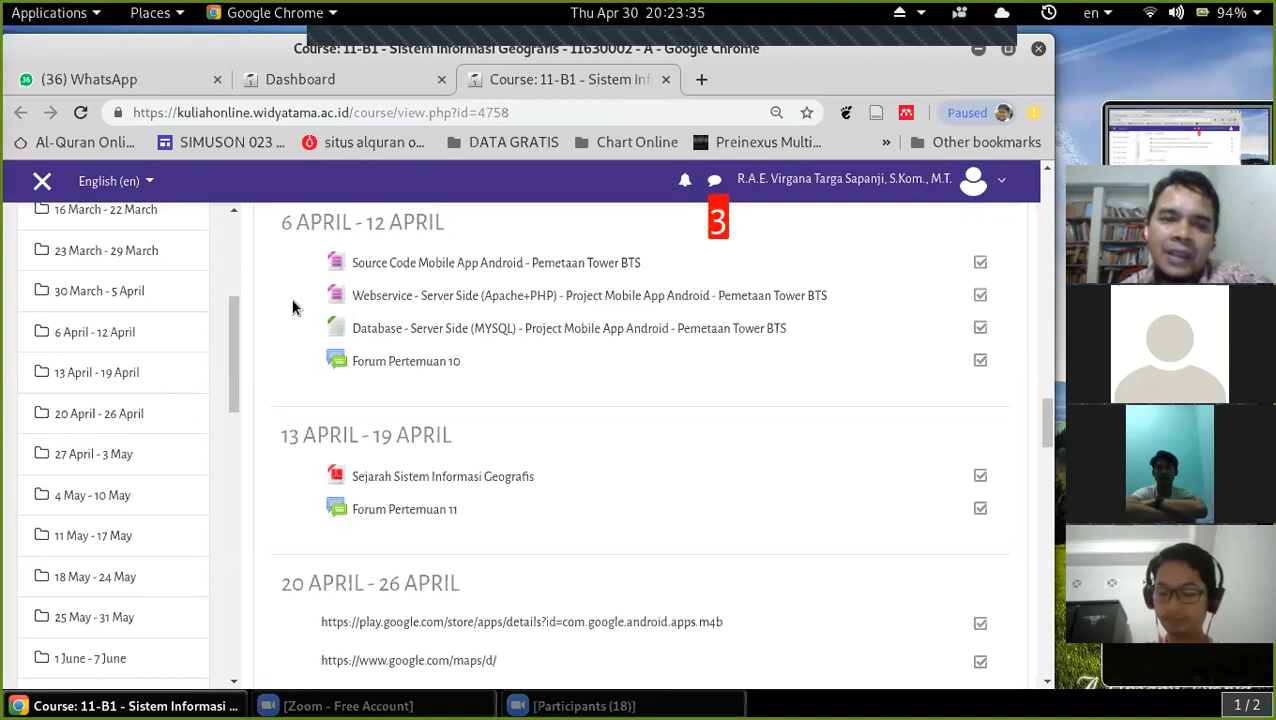 Applications Places Google Chrome Thu Apr 30 20:23:35 en 94%
Course: 11-B1 - Sistem Informasi Geografis - 11630002 - A - Google Chrome
(36) WhatsApp Dashboard Course: 11-B1 - Sistem Inf
https://kuliahonline.widyatama.ac.id/course/view.php?id=4758 Paused
Al-Quran Onli... SIMUSON 023 ... situs alquran A GRATIS Chart Online Preinexus Multi... » Other bookmarks
English (en) R.A.E. Virgana Targa Sapanji, S.Kom., M.T.
3
16 March - 22 March
23 March - 29 March
30 March - 5 April
6 April - 12 April
13 April - 19 April
20 April - 26 April
27 April - 3 May
4 May - 10 May
11 May - 17 May
18 May - 24 May
25 May - 31 May
1 June - 7 June
6 APRIL - 12 APRIL
Source Code Mobile App Android - Pemetaan Tower BTS
Webservice - Server Side (Apache+PHP) - Project Mobile App Android - Pemetaan Tower BTS
Database - Server Side (MYSQL) - Project Mobile App Android - Pemetaan Tower BTS
Forum Pertemuan 10
13 APRIL - 19 APRIL
Sejarah Sistem Informasi Geografis
Forum Pertemuan 11
20 APRIL - 26 APRIL
https://play.google.com/store/apps/details?id=com.google.android.apps.m4b
https://www.google.com/maps/d/
Course: 11-B1 - Sistem Informasi ... [Zoom - Free Account] [Participants (18)] 1 / 2